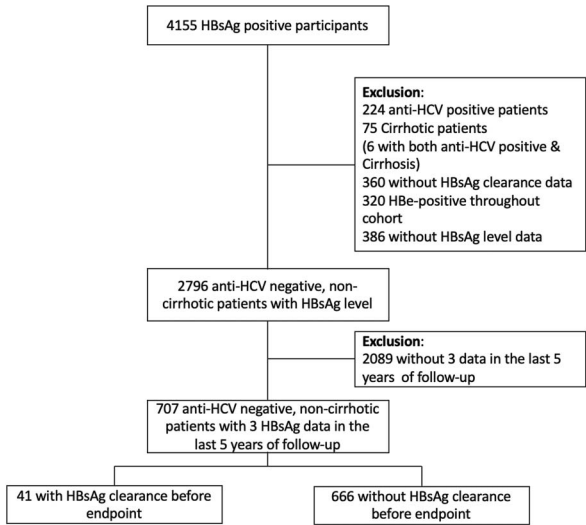 4155 HBsAg positive participants
Exclusion:
224 anti-HCV positive patients
75 Cirrhotic patients
(6 with both anti-HCV positive &
Cirrhosis)
360 without HBsAg clearance data
320 HBe-positive throughout
cohort
386 without HBsAg level data
2796 anti-HCV negative, non-
cirrhotic patients with HBsAg level
Exclusion:
2089 without 3 data in the last 5
years of follow-up
707 anti-HCV negative, non-cirrhotic
patients with 3 HBsAg data in the
last 5 years of follow-up
41 with HBsAg clearance before
endpoint
666 without HBsAg clearance
before endpoint